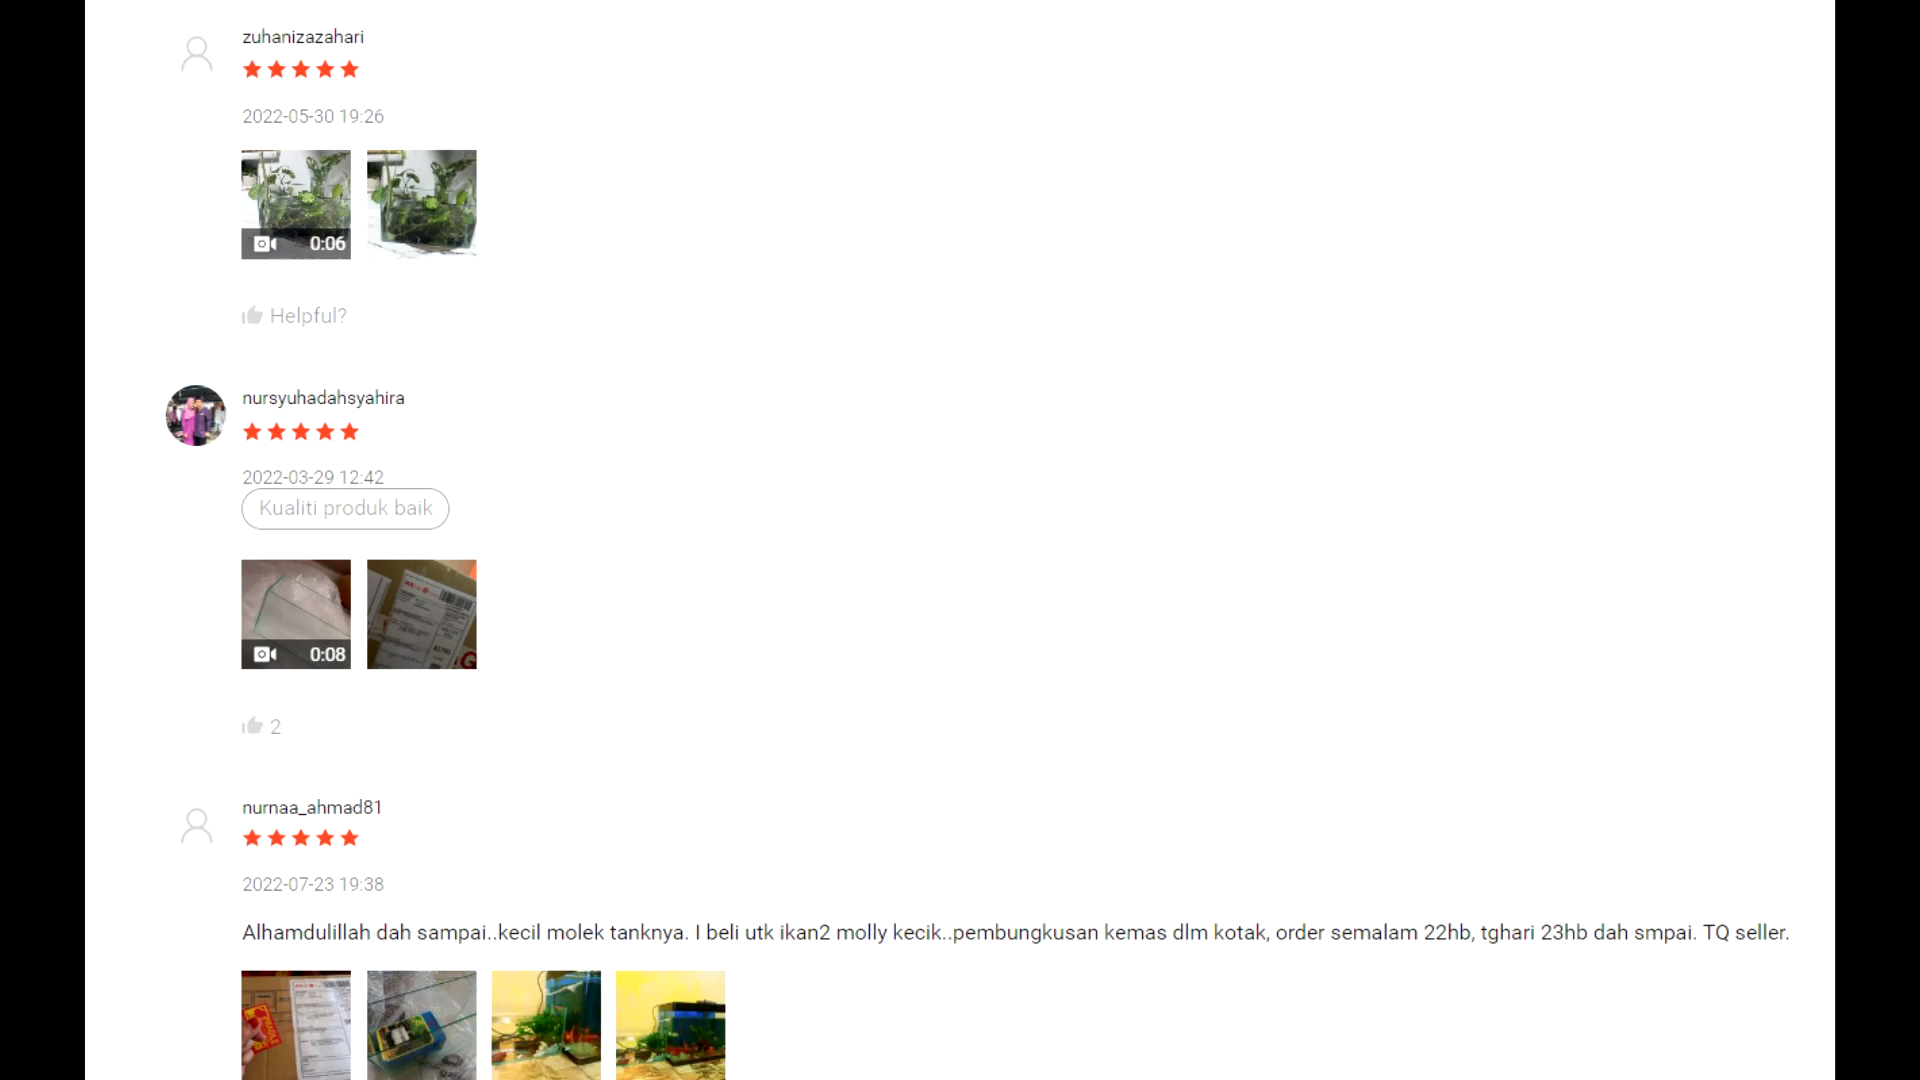 zuhanizazahari
2022-05-30 19:26
0:06
Helpful?
nursyuhadahsyahira
2022-03-29 12:42
Kualiti produk baik
0:08
2
nurnaa_ahmad81
2022-07-23 19:38
Alhamdulillah dah sampai..kecil molek tanknya. I beli utk ikan2 molly kecik..pembungkusan kemas dlm kotak, order semalam 22hb, tghari 23hb dah smpai. TQ seller.